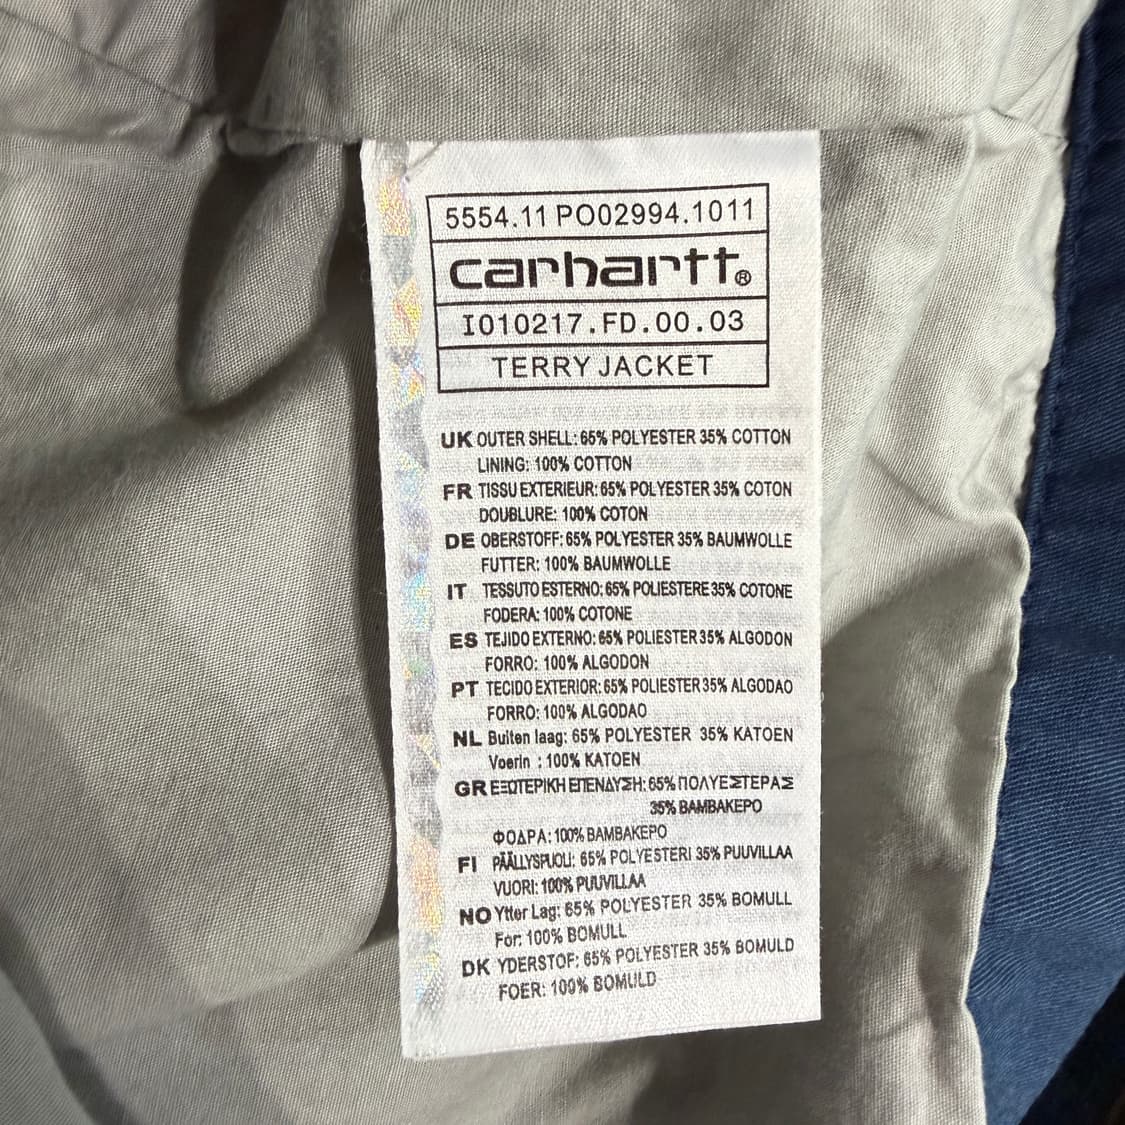 5554.11 PO02994.1011
carhartt®
I010217.FD.00.03
TERRY JACKET
UK OUTER SHELL: 65% POLYESTER 35% COTTON
LINING: 100% COTTON
FR TISSU EXTERIEUR: 65% POLYESTER 35% COTON
DOUBLURE: 100% COTON
DE OBERSTOFF: 65% POLYESTER 35% BAUMWOLLE
FUTTER: 100% BAUMWOLLE
IT TESSUTO ESTERNO: 65% POLIESTERE 35% COTONE
FODERA: 100% COTONE
ES TEJIDO EXTERNO: 65% POLIESTER 35% ALGODON
FORRO: 100% ALGODON
PT TECIDO EXTERIOR: 65% POLIESTER 35% ALGODAO
FORRO: 100% ALGODAO
NL Buiten laag: 65% POLYESTER 35% KATOEN
Voerin : 100% KATOEN
GR ΕΞΩΤΕΡΙΚΗ ΕΠΕΝΔΥΣΗ: 65% ΠΟΛΥΕΣΤΕΡΑΣ
35% ΒΑΜΒΑΚΕΡΟ
ΦΟΔΡΑ: 100% ΒΑΜΒΑΚΕΡΟ
FI PÄÄLLYSPUOLI: 65% POLYESTERI 35% PUUVILLAA
VUORI: 100% PUUVILLAA
NO Ytter Lag: 65% POLYESTER 35% BOMULL
For: 100% BOMULL
DK YDERSTOF: 65% POLYESTER 35% BOMULD
FOER: 100% BOMULD